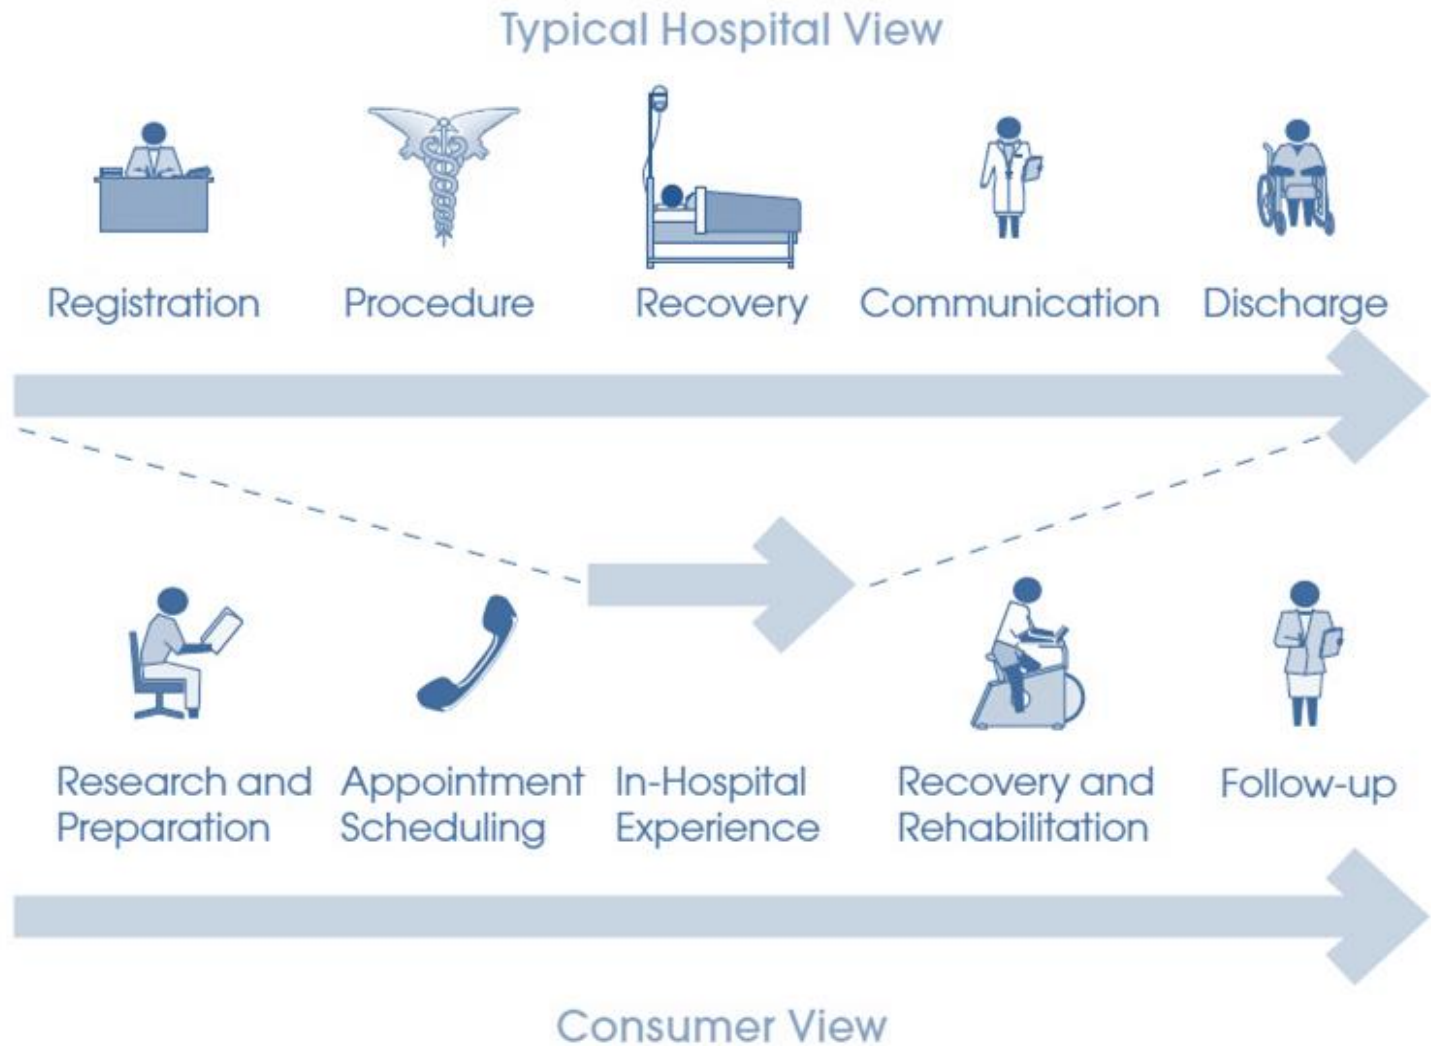 Typical Hospital View
Registration
Procedure
Recovery
Communication
Discharge
Research and
Preparation
Appointment
Scheduling
In-Hospital
Experience
Recovery and
Rehabilitation
Follow-up
Consumer View